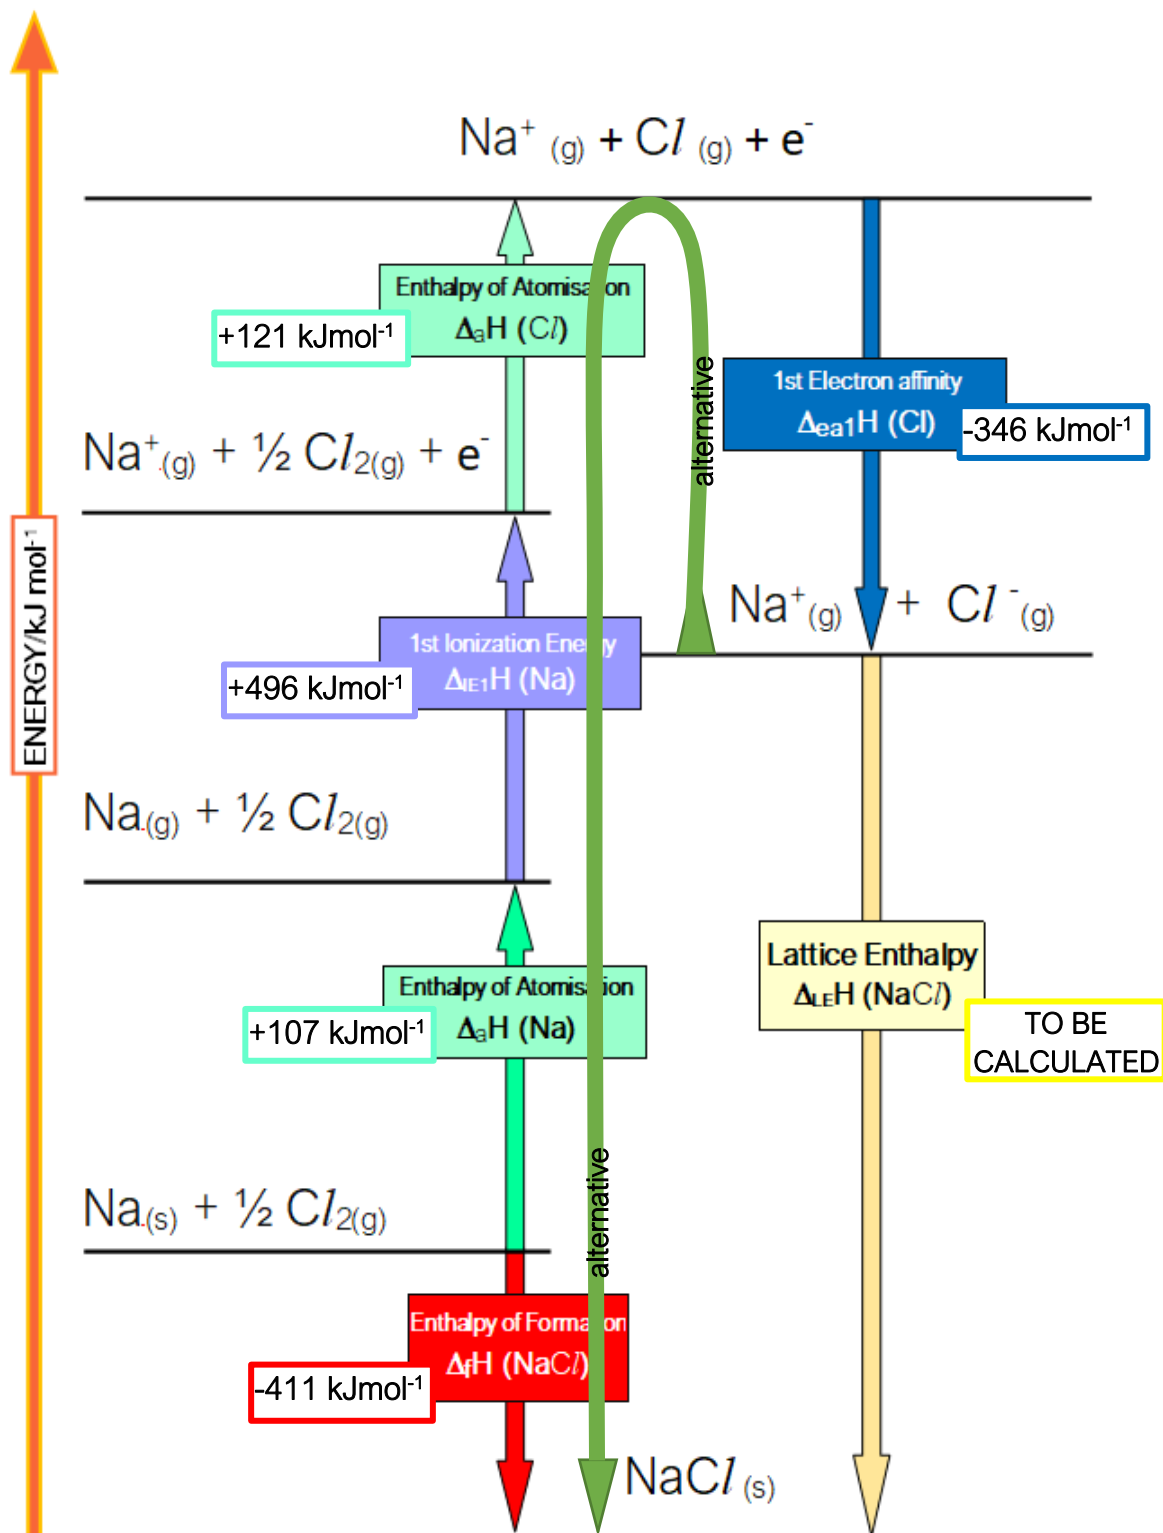 Na⁺ (g) + Cl (g) + e⁻
Enthalpy of Atomisation
ΔaH (Cl)
+121 kJmol⁻¹
alternative
1st Electron affinity
Δea1H (Cl)
-346 kJmol⁻¹
Na⁺.(g) + ½ Cl2(g) + e⁻
ENERGY/kJ mol⁻¹
Na⁺(g) + Cl ⁻(g)
1st Ionization Energy
ΔIE1H (Na)
+496 kJmol⁻¹
Na.(g) + ½ Cl2(g)
Lattice Enthalpy
ΔLEH (NaCl)
TO BE
CALCULATED
Enthalpy of Atomisation
ΔaH (Na)
+107 kJmol⁻¹
alternative
Na.(s) + ½ Cl2(g)
Enthalpy of Formation
ΔfH (NaCl)
-411 kJmol⁻¹
NaCl (s)